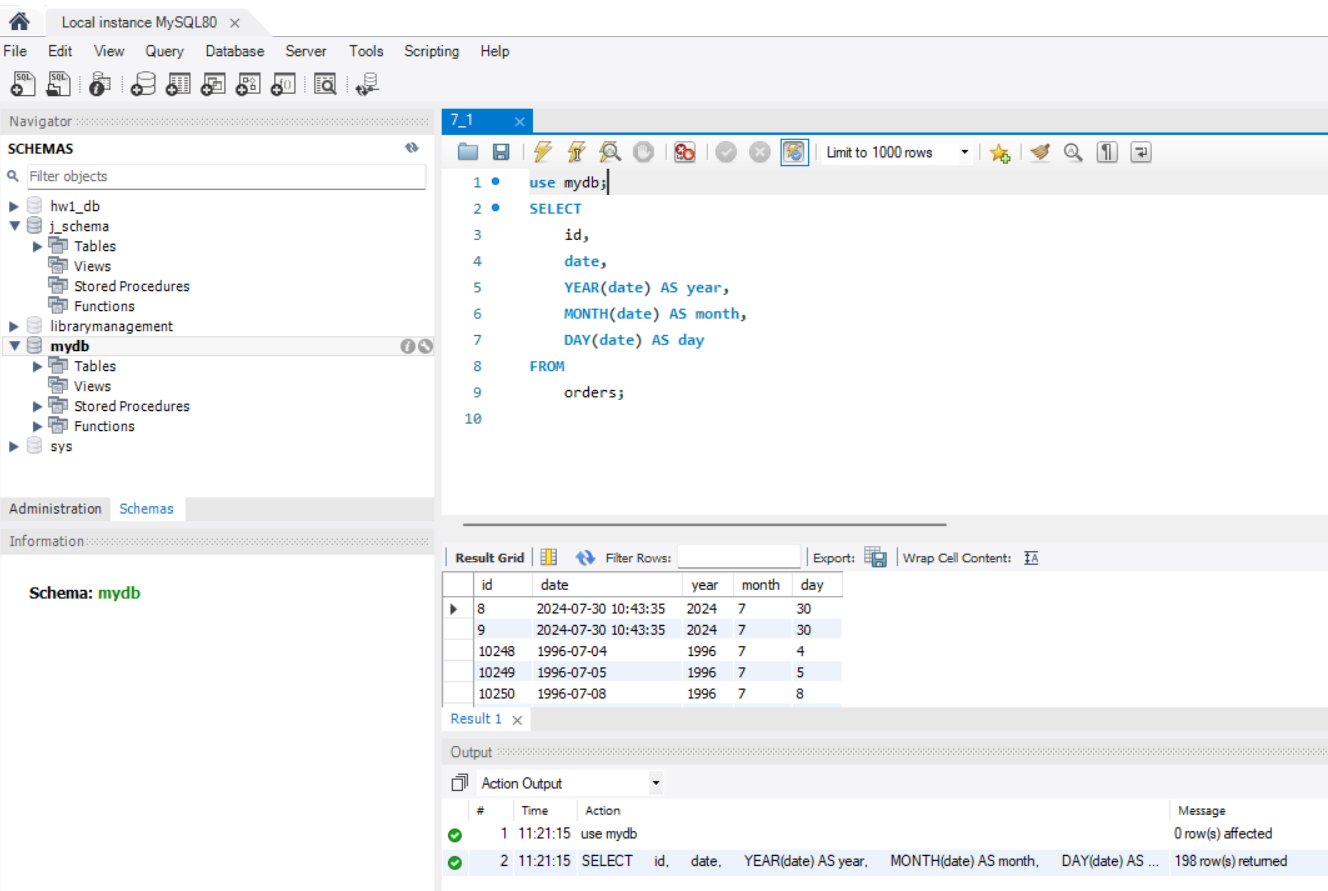 Local instance MySQL80 ×
File Edit View Query Database Server Tools Scripting Help
Navigator
SCHEMAS
Filter objects
hw1_db
j_schema
Tables
Views
Stored Procedures
Functions
librarymanagement
mydb
Tables
Views
Stored Procedures
Functions
sys
Administration Schemas
Information
Schema: mydb
7_1 ×
Limit to 1000 rows
1 use mydb;
2 SELECT
3 id,
4 date,
5 YEAR(date) AS year,
6 MONTH(date) AS month,
7 DAY(date) AS day
8 FROM
9 orders;
10
Result Grid Filter Rows: Export: Wrap Cell Content:
id date year month day
8 2024-07-30 10:43:35 2024 7 30
9 2024-07-30 10:43:35 2024 7 30
10248 1996-07-04 1996 7 4
10249 1996-07-05 1996 7 5
10250 1996-07-08 1996 7 8
Result 1 ×
Output
Action Output
# Time Action Message
1 11:21:15 use mydb 0 row(s) affected
2 11:21:15 SELECT id, date, YEAR(date) AS year, MONTH(date) AS month, DAY(date) AS ... 198 row(s) returned